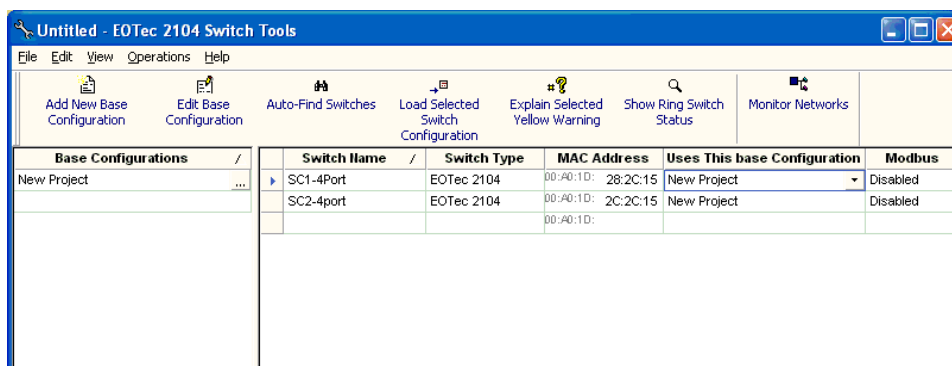 Untitled - EOTec 2104 Switch Tools
File Edit View Operations Help
Add New Base Configuration
Edit Base Configuration
Auto-Find Switches
Load Selected Switch Configuration
Explain Selected Yellow Warning
Show Ring Switch Status
Monitor Networks
Base Configurations / Switch Name / Switch Type MAC Address Uses This base Configuration Modbus
New Project ... SC1-4Port EOTec 2104 00:A0:1D: 28:2C:15 New Project Disabled
SC2-4port EOTec 2104 00:A0:1D: 2C:2C:15 New Project Disabled
00:A0:1D: